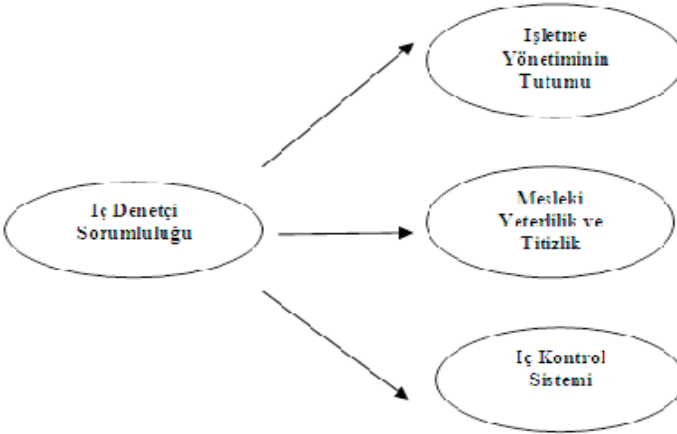 İşletme
Yönetiminin
Tutumu
İç Denetçi
Sorumluluğu
Mesleki
Yeterlilik ve
Titizlik
İç Kontrol
Sistemi